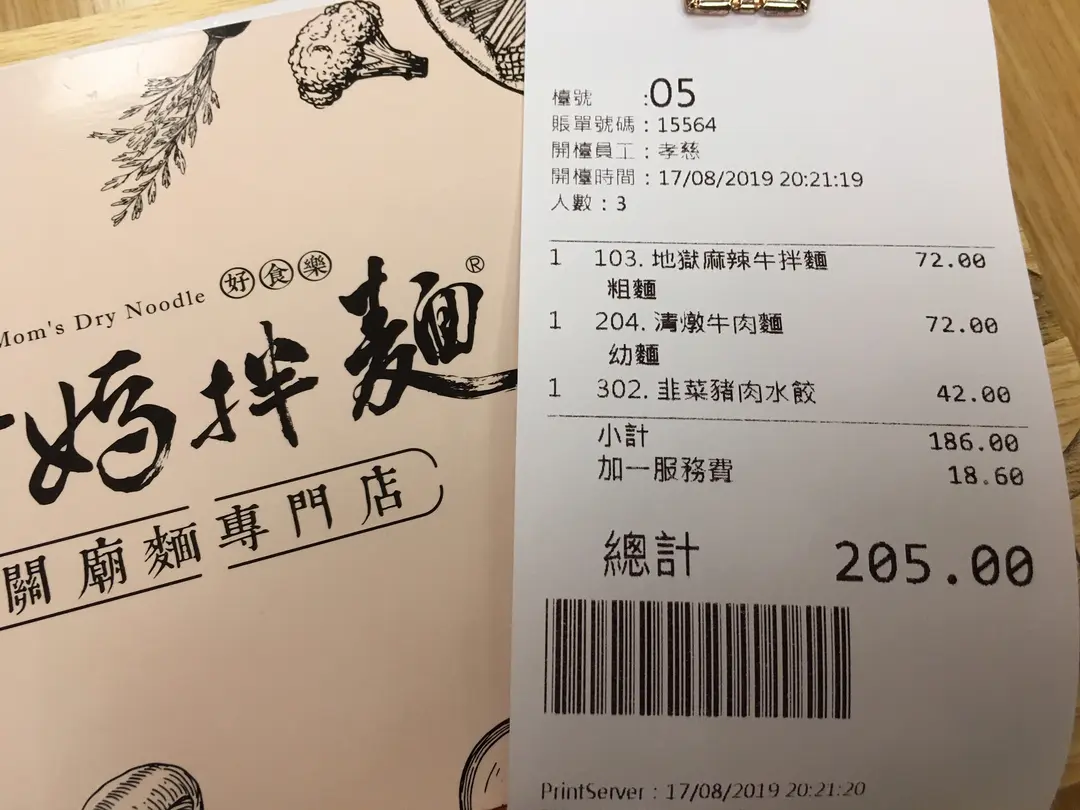 Mom's Dry Noodle 好食樂
媽拌麵®
關廟麵專門店
檯號 :05
賬單號碼 : 15564
開檯員工 : 孝慈
開檯時間 : 17/08/2019 20:21:19
人數 : 3
1 103. 地獄麻辣牛拌麵 72.00
粗麵
1 204. 清燉牛肉麵 72.00
幼麵
1 302. 韭菜豬肉水餃 42.00
小計 186.00
加一服務費 18.60
總計 205.00
PrintServer : 17/08/2019 20:21:20